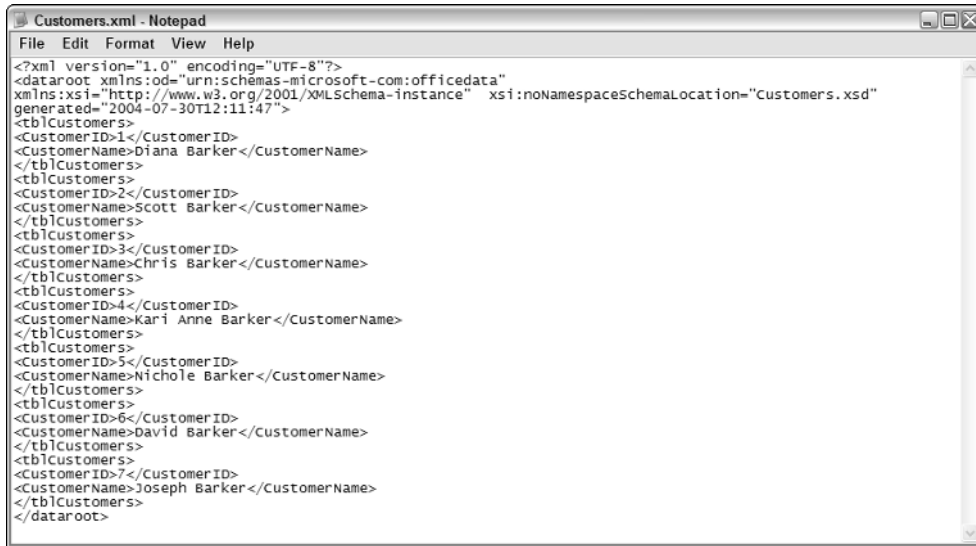 Customers.xml - Notepad
File Edit Format View Help
<?xml version="1.0" encoding="UTF-8"?>
<dataroot xmlns:od="urn:schemas-microsoft-com:officedata"
xmlns:xsi="http://www.w3.org/2001/XMLSchema-instance"  xsi:noNamespaceSchemaLocation="Customers.xsd"
generated="2004-07-30T12:11:47">
<tblCustomers>
<CustomerID>1</CustomerID>
<CustomerName>Diana Barker</CustomerName>
</tblCustomers>
<tblCustomers>
<CustomerID>2</CustomerID>
<CustomerName>Scott Barker</CustomerName>
</tblCustomers>
<tblCustomers>
<CustomerID>3</CustomerID>
<CustomerName>Chris Barker</CustomerName>
</tblCustomers>
<tblCustomers>
<CustomerID>4</CustomerID>
<CustomerName>Kari Anne Barker</CustomerName>
</tblCustomers>
<tblCustomers>
<CustomerID>5</CustomerID>
<CustomerName>Nichole Barker</CustomerName>
</tblCustomers>
<tblCustomers>
<CustomerID>6</CustomerID>
<CustomerName>David Barker</CustomerName>
</tblCustomers>
<tblCustomers>
<CustomerID>7</CustomerID>
<CustomerName>Joseph Barker</CustomerName>
</tblCustomers>
</dataroot>